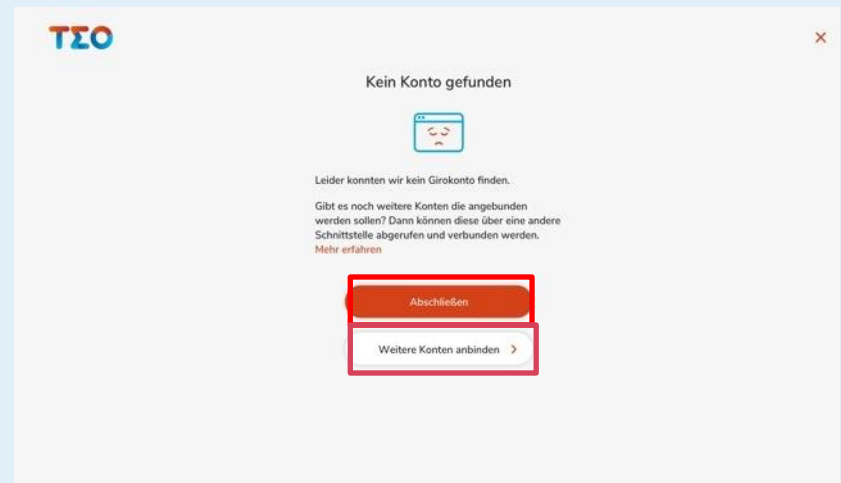 TΣO
Kein Konto gefunden
Leider konnten wir kein Girokonto finden.
Gibt es noch weitere Konten die angebunden
werden sollen? Dann können diese über eine andere
Schnittstelle abgerufen und verbunden werden.
Mehr erfahren
Abschließen
Weitere Konten anbinden